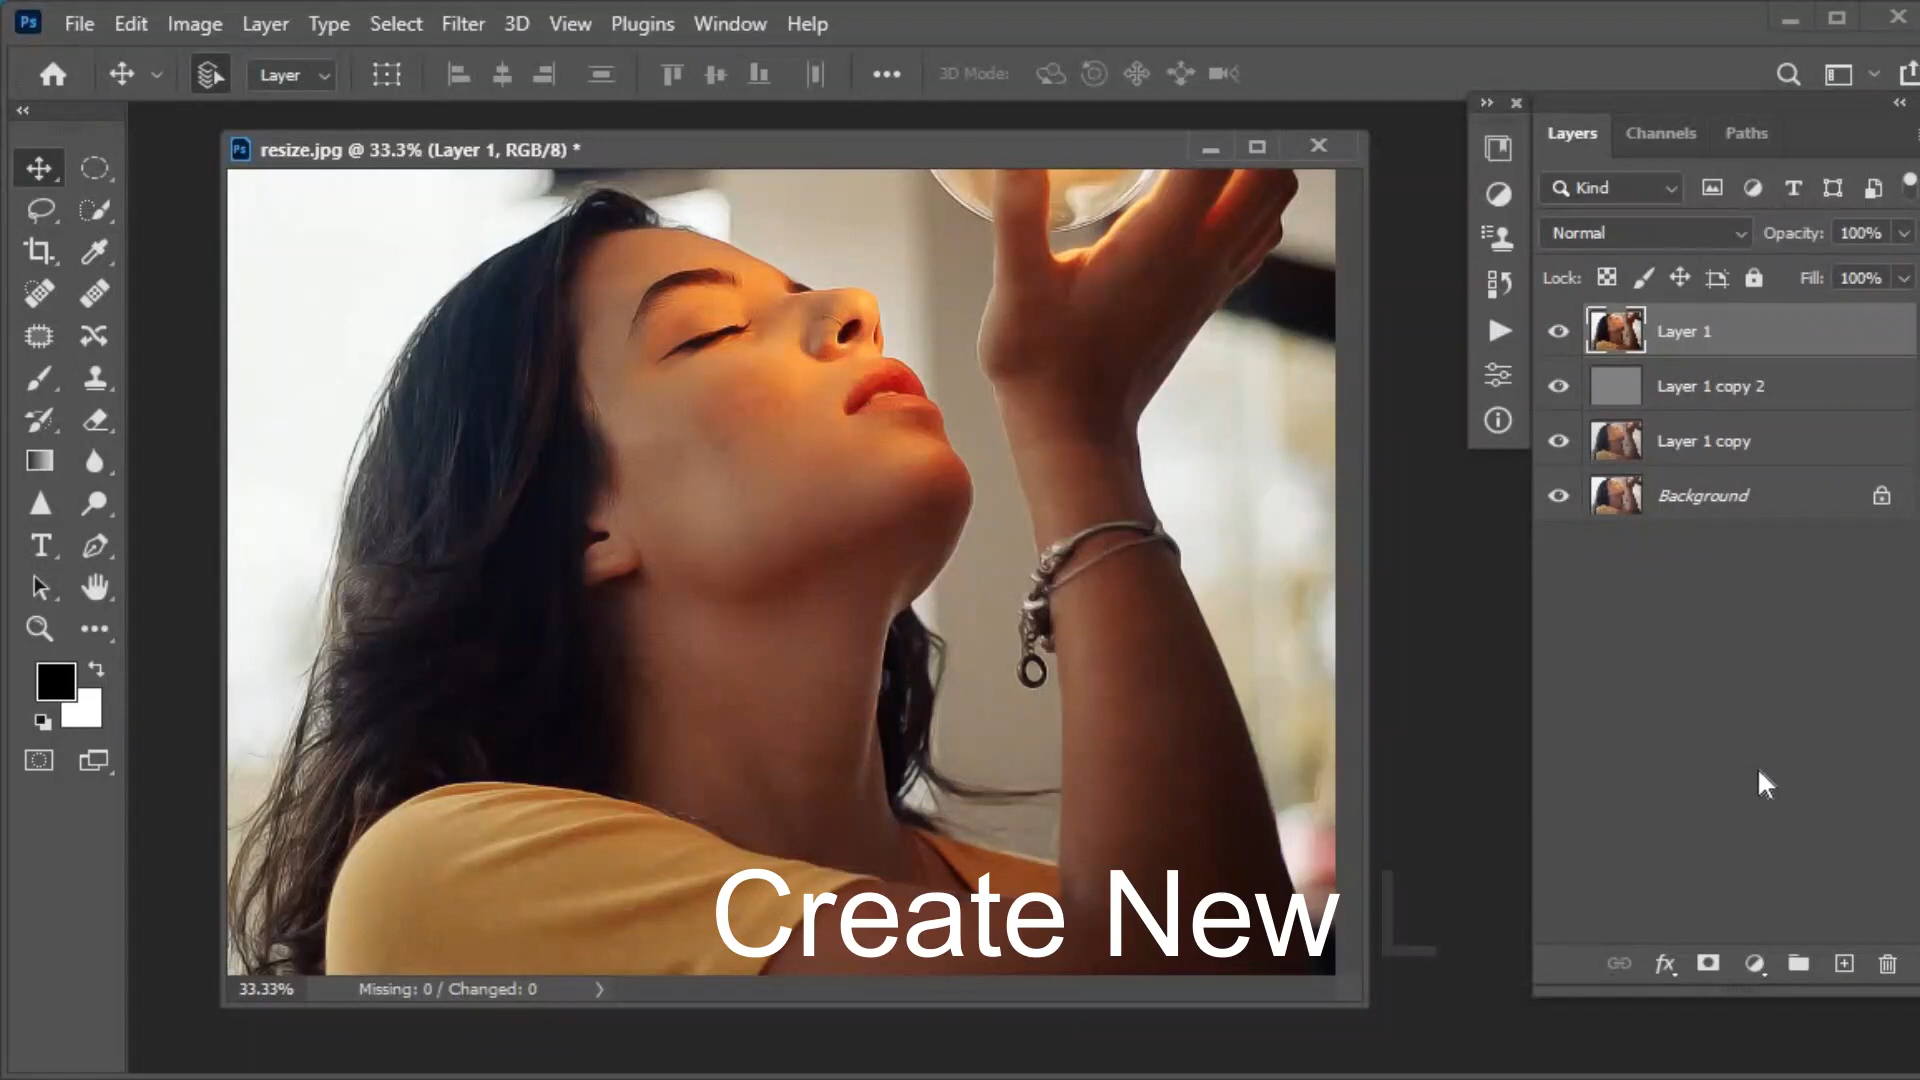 Ps File Edit Image Layer Type Select Filter 3D View Plugins Window Help
Layer 3D Mode:
Ps resize.jpg @ 33.3% (Layer 1, RGB/8) *
Layers Channels Paths
Kind T
Normal Opacity: 100%
Lock: Fill: 100%
Layer 1
Layer 1 copy 2
Layer 1 copy
Background
T
Create New L
fx
33.33% Missing: 0 / Changed: 0